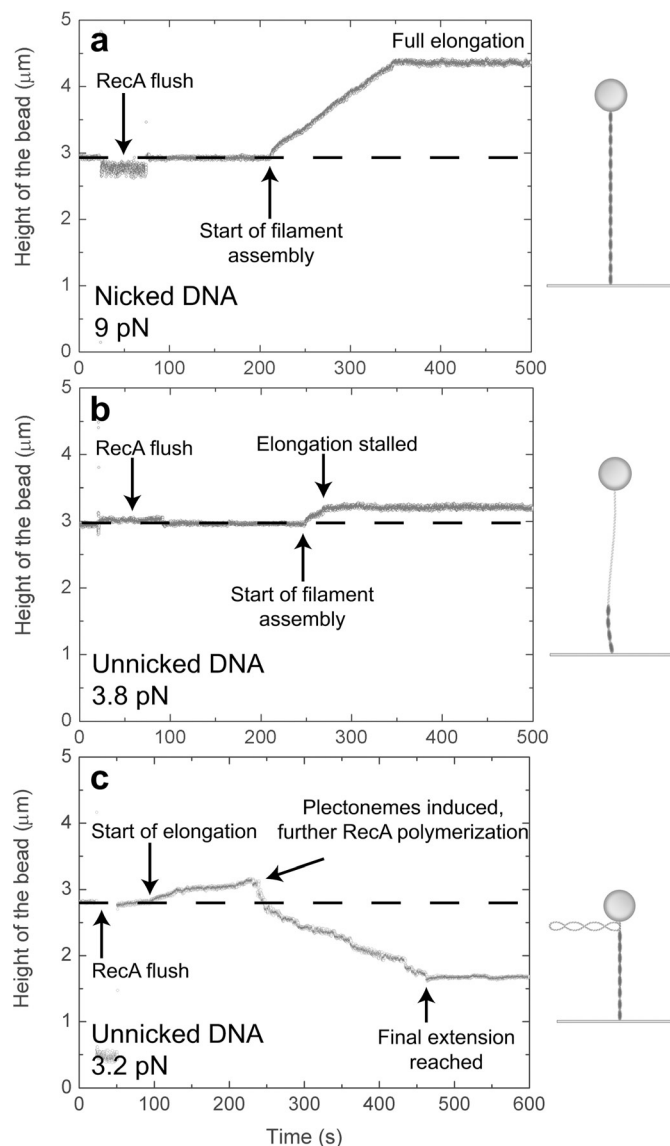 a
Full elongation
RecA flush
Start of filament
assembly
Nicked DNA
9 pN
Height of the bead (μm)
5
4
3
2
1
0
0 100 200 300 400 500
b
RecA flush
Elongation stalled
Start of filament
assembly
Unnicked DNA
3.8 pN
Height of the bead (μm)
5
4
3
2
1
0
0 100 200 300 400 500
c
Start of elongation
Plectonemes induced,
further RecA polymerization
RecA flush
Final extension
reached
Unnicked DNA
3.2 pN
Height of the bead (μm)
5
4
3
2
1
0
0 100 200 300 400 500 600
Time (s)